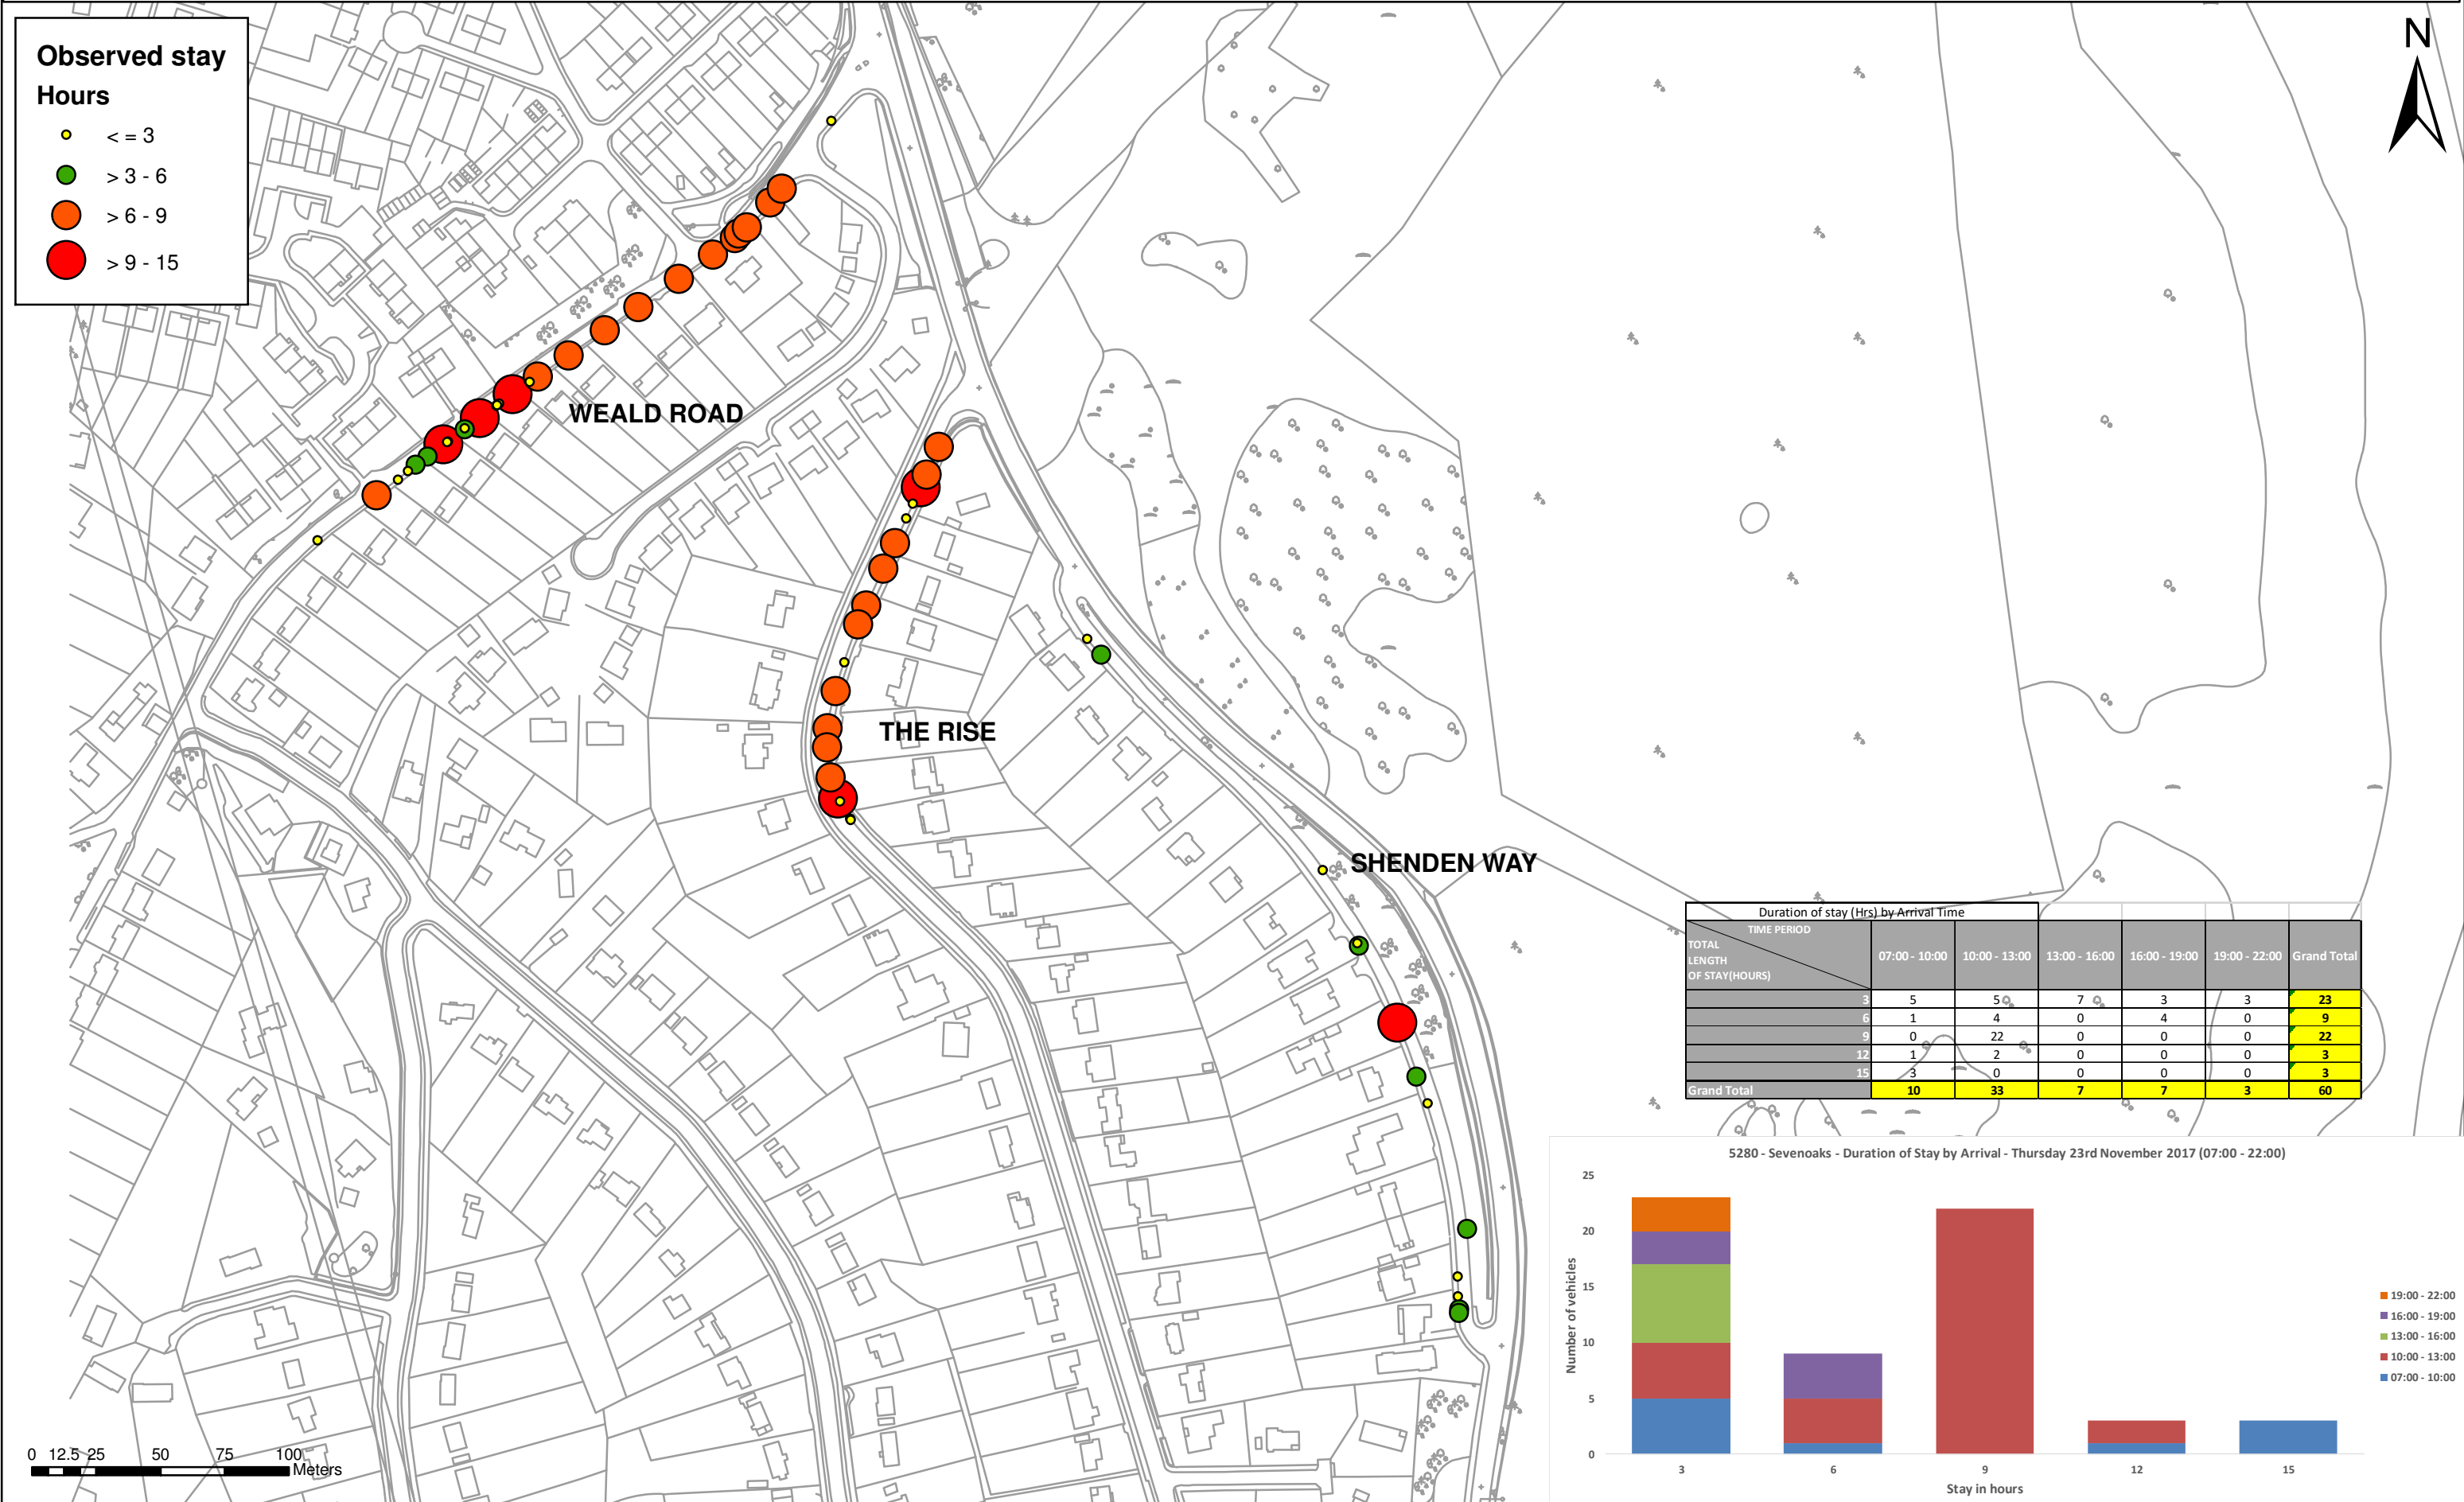 Observed stay
Hours
< = 3
> 3 - 6
> 6 - 9
> 9 - 15
N
WEALD ROAD
THE RISE
SHENDEN WAY
Duration of stay (Hrs) by Arrival Time
TIME PERIOD
TOTAL
LENGTH
OF STAY(HOURS)
07:00 - 10:00 10:00 - 13:00 13:00 - 16:00 16:00 - 19:00 19:00 - 22:00 Grand Total
3 5 5 7 3 3 23
6 1 4 0 4 0 9
9 0 22 0 0 0 22
12 1 2 0 0 0 3
15 3 0 0 0 0 3
Grand Total 10 33 7 7 3 60
5280 - Sevenoaks - Duration of Stay by Arrival - Thursday 23rd November 2017 (07:00 - 22:00)
Number of vehicles
25
20
15
10
5
0
3 6 9 12 15
Stay in hours
19:00 - 22:00
16:00 - 19:00
13:00 - 16:00
10:00 - 13:00
07:00 - 10:00
0 12.5 25 50 75 100
Meters